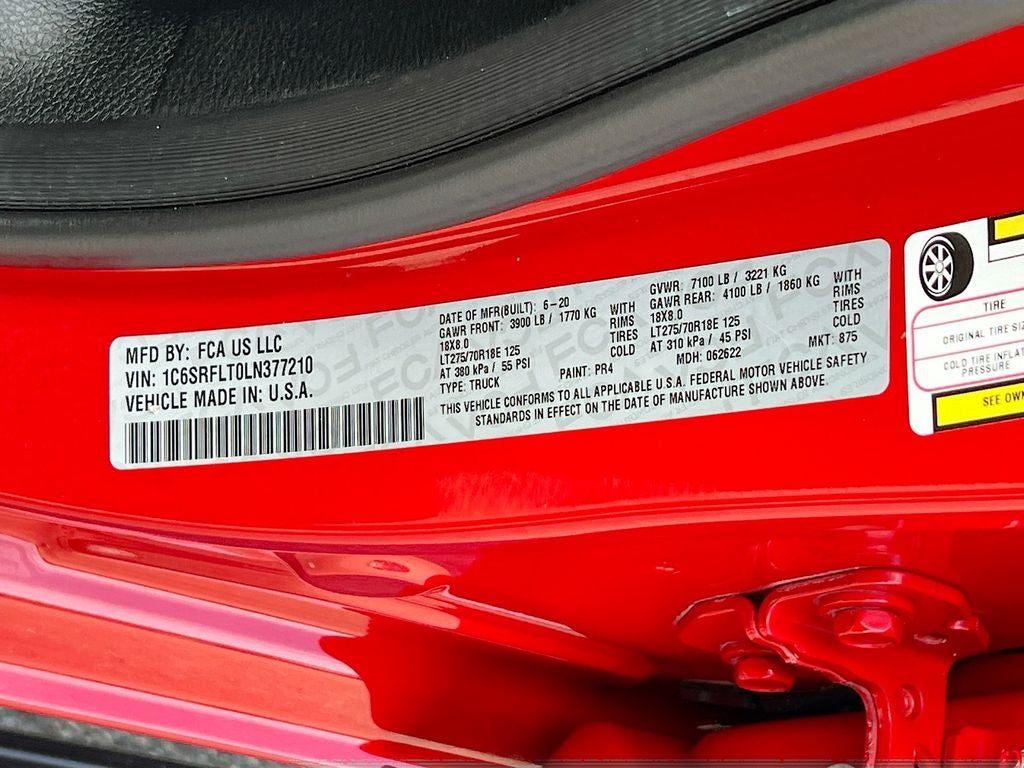 MFD BY: FCA US LLC
VIN: 1C6SRFLT0LN377210
VEHICLE MADE IN: U.S.A.
DATE OF MFR(BUILT): 6-20
GAWR FRONT: 3900 LB / 1770 KG WITH
18X8.0 RIMS
LT275/70R18E 125 TIRES
AT 380 kPa / 55 PSI COLD
TYPE: TRUCK
PAINT: PR4
GVWR: 7100 LB / 3221 KG
GAWR REAR: 4100 LB / 1860 KG WITH
18X8.0 RIMS
LT275/70R18E 125 TIRES
AT 310 kPa / 45 PSI COLD
MDH: 062622
MKT: 875
THIS VEHICLE CONFORMS TO ALL APPLICABLE U.S.A. FEDERAL MOTOR VEHICLE SAFETY
STANDARDS IN EFFECT ON THE DATE OF MANUFACTURE SHOWN ABOVE.
TIRE
ORIGINAL TIRE SIZ
COLD TIRE INFLAT
PRESSURE
SEE OWN